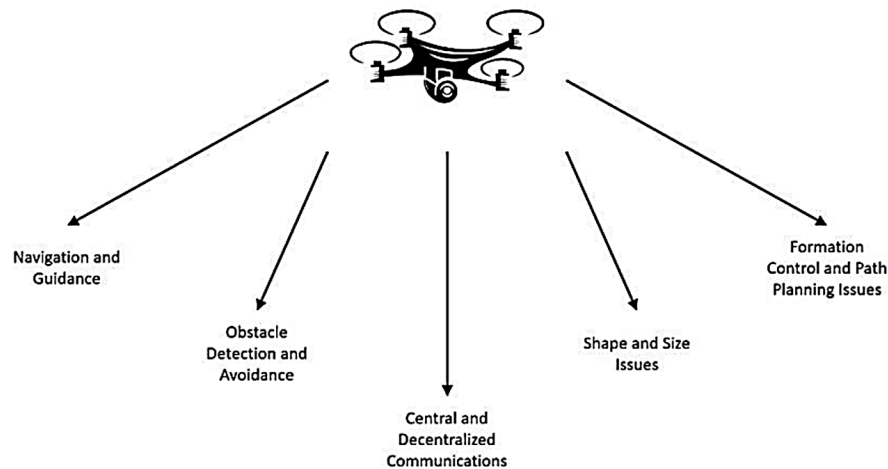 Navigation and
Guidance
Obstacle
Detection and
Avoidance
Central and
Decentralized
Communications
Shape and Size
Issues
Formation
Control and Path
Planning Issues